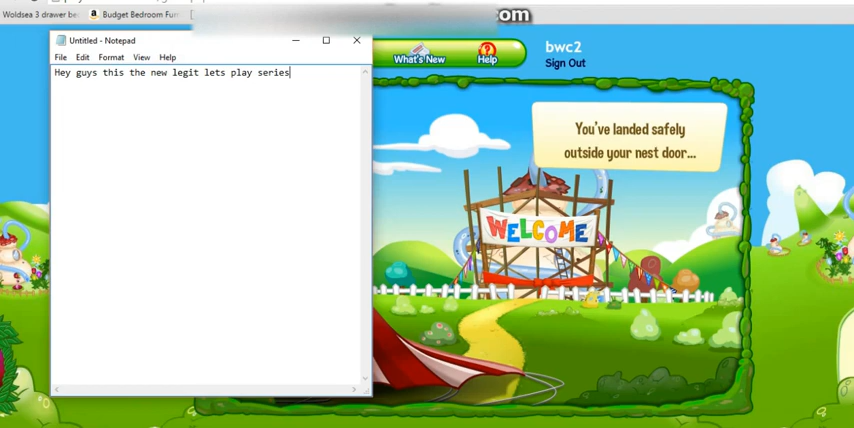 Woldsea 3 drawer be
Budget Bedroom Fur
om
Untitled - Notepad
File Edit Format View Help
Hey guys this the new legit lets play series
What's New
Help
bwc2
Sign Out
You've landed safely
outside your nest door...
WELCOME